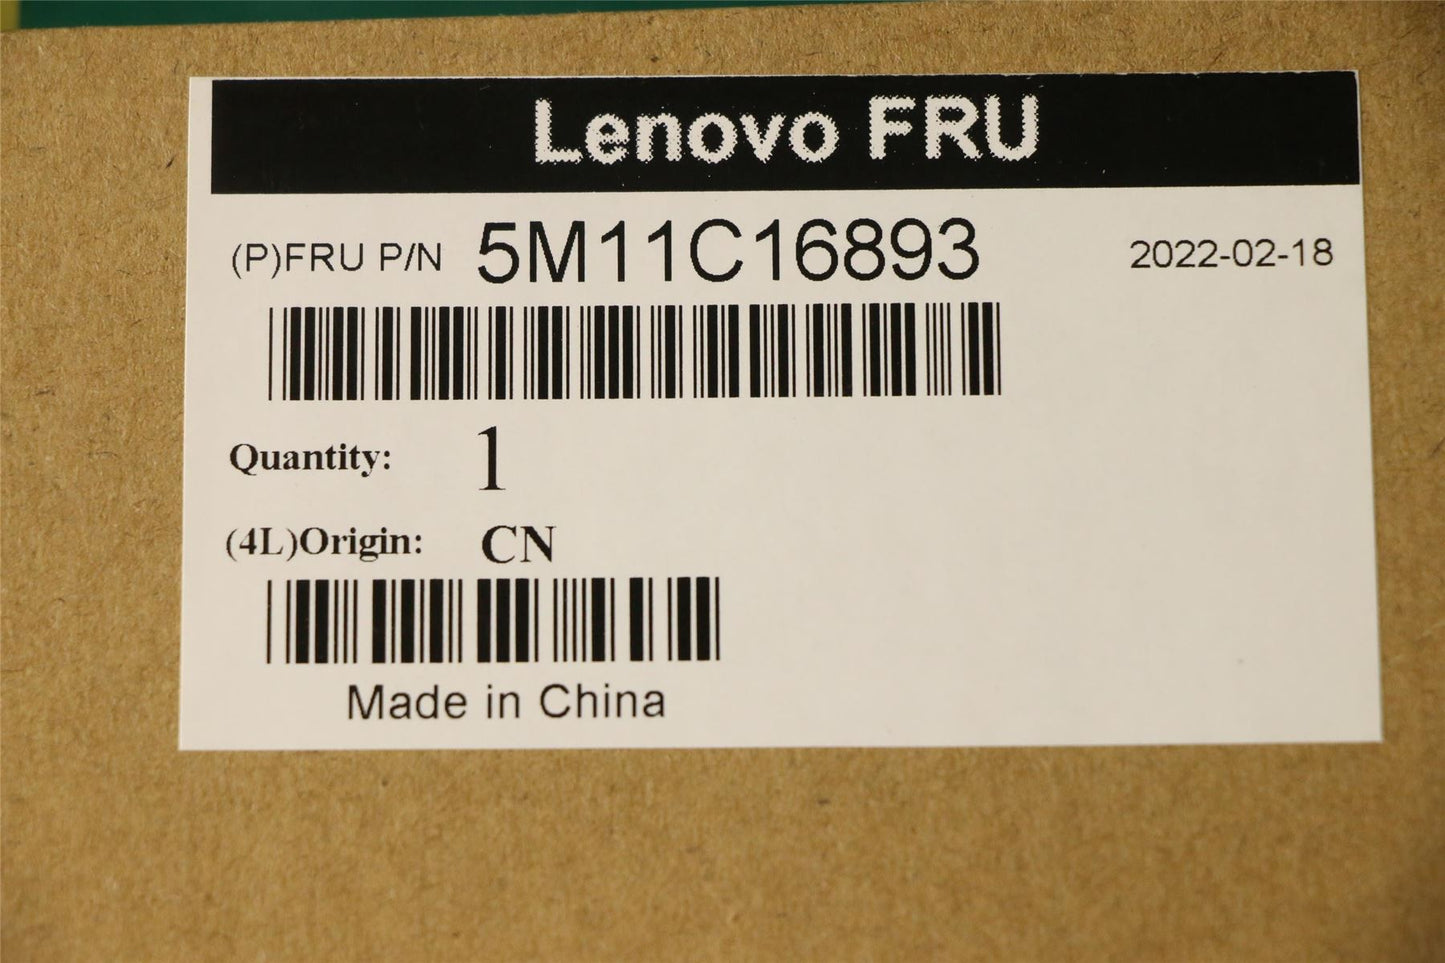 Lenovo FRU
(P)FRU P/N 5M11C16893 2022-02-18
Quantity: 1
(4L)Origin: CN
Made in China